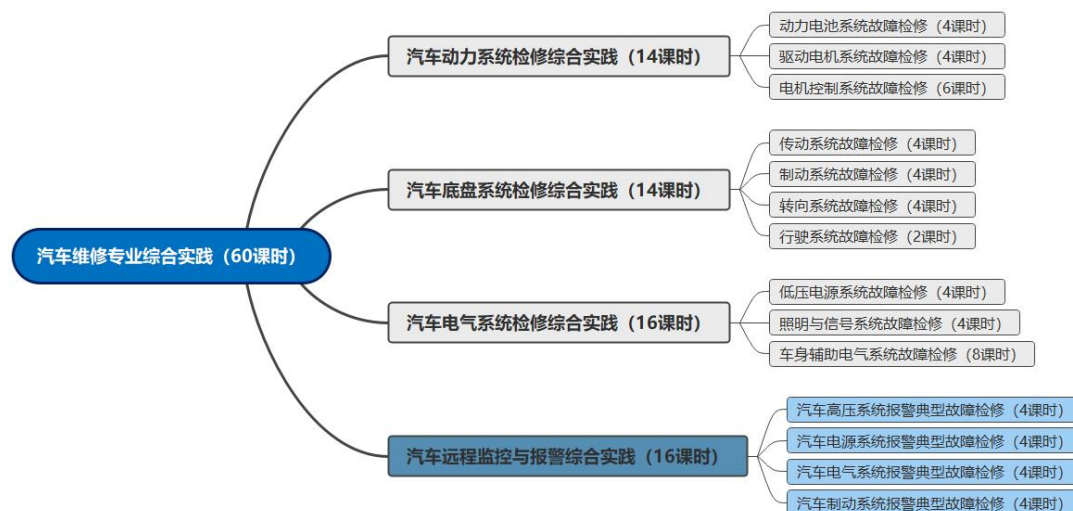 汽车维修专业综合实践（60课时）
汽车动力系统检修综合实践（14课时）
动力电池系统故障检修（4课时）
驱动电机系统故障检修（4课时）
电机控制系统故障检修（6课时）
汽车底盘系统检修综合实践（14课时）
传动系统故障检修（4课时）
制动系统故障检修（4课时）
转向系统故障检修（4课时）
行驶系统故障检修（2课时）
汽车电气系统检修综合实践（16课时）
低压电源系统故障检修（4课时）
照明与信号系统故障检修（4课时）
车身辅助电气系统故障检修（8课时）
汽车远程监控与报警综合实践（16课时）
汽车高压系统报警典型故障检修（4课时）
汽车电源系统报警典型故障检修（4课时）
汽车电气系统报警典型故障检修（4课时）
汽车制动系统报警典型故障检修（4课时）